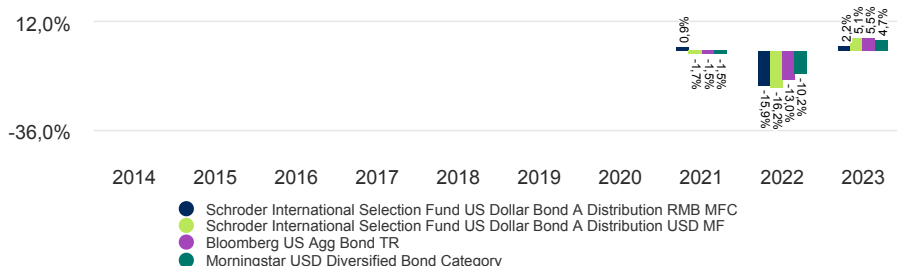 12,0%
0,9%
-1,7%
-1,5%
-1,5%
-15,9%
-16,2%
-13,0%
-10,2%
2,2%
5,1%
5,5%
4,7%
-36,0%
2014 2015 2016 2017 2018 2019 2020 2021 2022 2023
Schroder International Selection Fund US Dollar Bond A Distribution RMB MFC
Schroder International Selection Fund US Dollar Bond A Distribution USD MF
Bloomberg US Agg Bond TR
Morningstar USD Diversified Bond Category